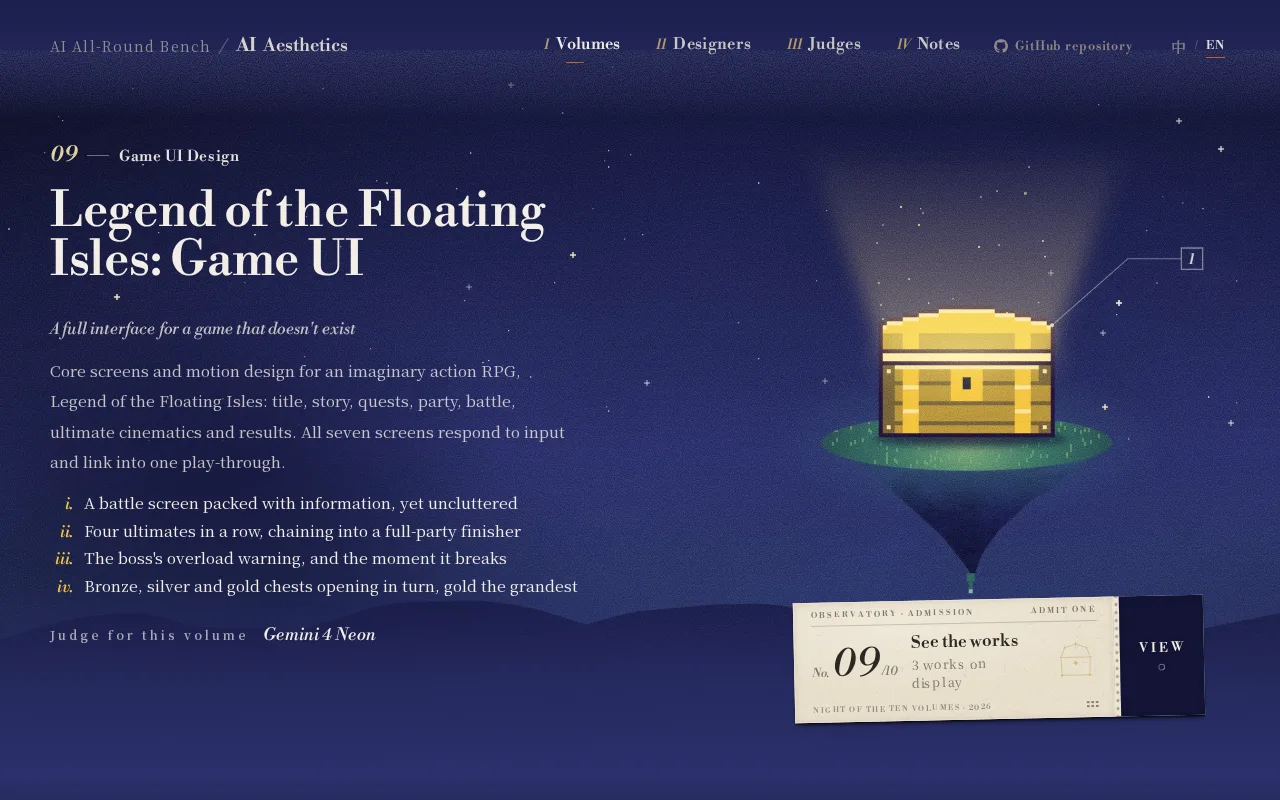 AI All-Round Bench / AI Aesthetics
I Volumes
II Designers
III Judges
IV Notes
GitHub repository
中 / EN
09 — Game UI Design
Legend of the Floating
Isles: Game UI
A full interface for a game that doesn't exist
Core screens and motion design for an imaginary action RPG,
Legend of the Floating Isles: title, story, quests, party, battle,
ultimate cinematics and results. All seven screens respond to input
and link into one play-through.
i. A battle screen packed with information, yet uncluttered
ii. Four ultimates in a row, chaining into a full-party finisher
iii. The boss's overload warning, and the moment it breaks
iv. Bronze, silver and gold chests opening in turn, gold the grandest
Judge for this volume Gemini 4 Neon
1
OBSERVATORY · ADMISSION
ADMIT ONE
No. 09 /10
See the works
3 works on
display
NIGHT OF THE TEN VOLUMES · 2026
VIEW